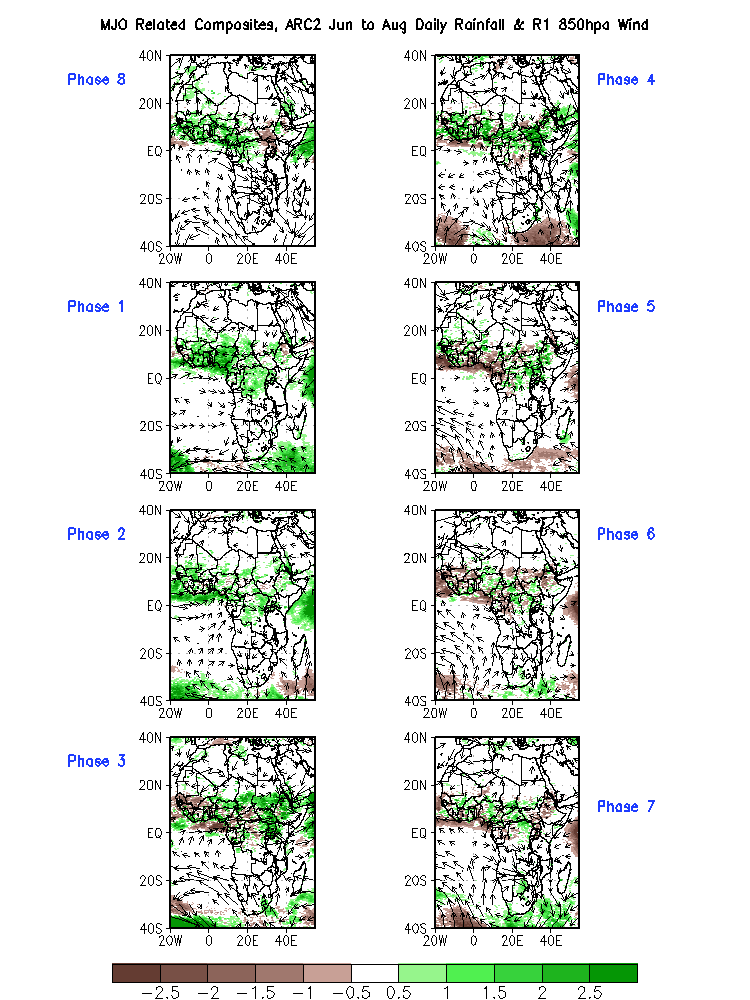 MJO Related Composites, ARC2 Jun to Aug Daily Rainfall & R1 850hpa Wind
Phase 8
40N
20N
EQ
20S
40S
20W 0 20E 40E
Phase 4
40N
20N
EQ
20S
40S
20W 0 20E 40E
Phase 1
40N
20N
EQ
20S
40S
20W 0 20E 40E
Phase 5
40N
20N
EQ
20S
40S
20W 0 20E 40E
Phase 2
40N
20N
EQ
20S
40S
20W 0 20E 40E
Phase 6
40N
20N
EQ
20S
40S
20W 0 20E 40E
Phase 3
40N
20N
EQ
20S
40S
20W 0 20E 40E
Phase 7
40N
20N
EQ
20S
40S
20W 0 20E 40E
−2.5 −2 −1.5 −1 −0.5 0.5 1 1.5 2 2.5